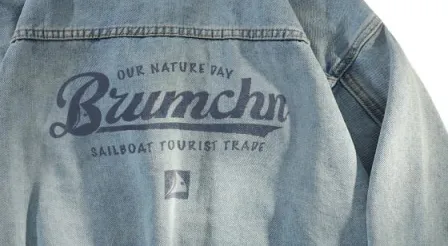 OUR NATURE DAY
Brumchn
SAILBOAT TOURIST TRADE